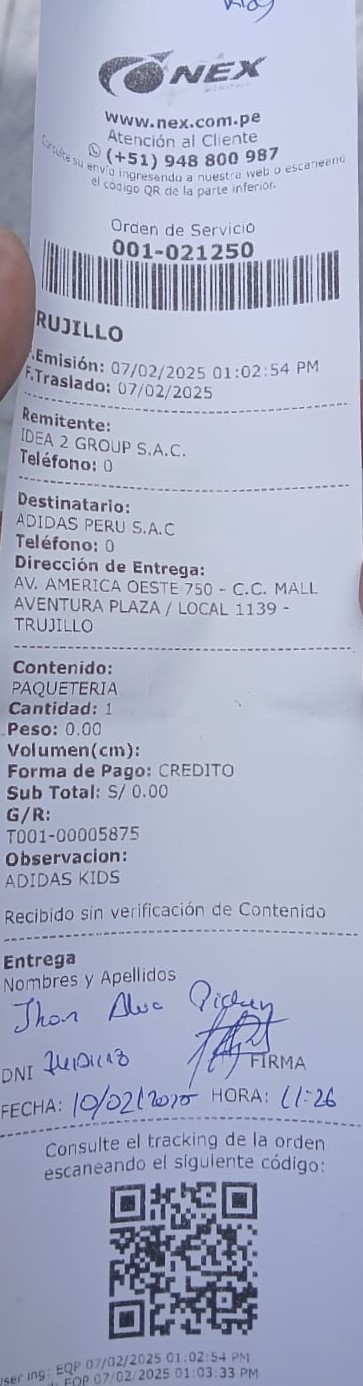 NEX
www.nex.com.pe
Atención al Cliente
(+51) 948 800 987
Consulte su envío ingresando a nuestra web o escaneando
el código QR de la parte inferior.
Orden de Servicio
001-021250
RUJILLO
F.Emisión: 07/02/2025 01:02:54 PM
F.Traslado: 07/02/2025
Remitente:
IDEA 2 GROUP S.A.C.
Teléfono: 0
Destinatario:
ADIDAS PERU S.A.C
Teléfono: 0
Dirección de Entrega:
AV. AMERICA OESTE 750 - C.C. MALL
AVENTURA PLAZA / LOCAL 1139 -
TRUJILLO
Contenido:
PAQUETERIA
Cantidad: 1
Peso: 0.00
Volumen(cm):
Forma de Pago: CREDITO
Sub Total: S/ 0.00
G/R:
T001-00005875
Observacion:
ADIDAS KIDS
Recibido sin verificación de Contenido
Entrega
Nombres y Apellidos
Jhon Alva
DNI
FIRMA
FECHA: 10/02/2025 HORA: 11:26
Consulte el tracking de la orden
escaneando el siguiente código:
ser ing: EQP 07/02/2025 01:02:54 PM
EQP 07/02/2025 01:03:33 PM